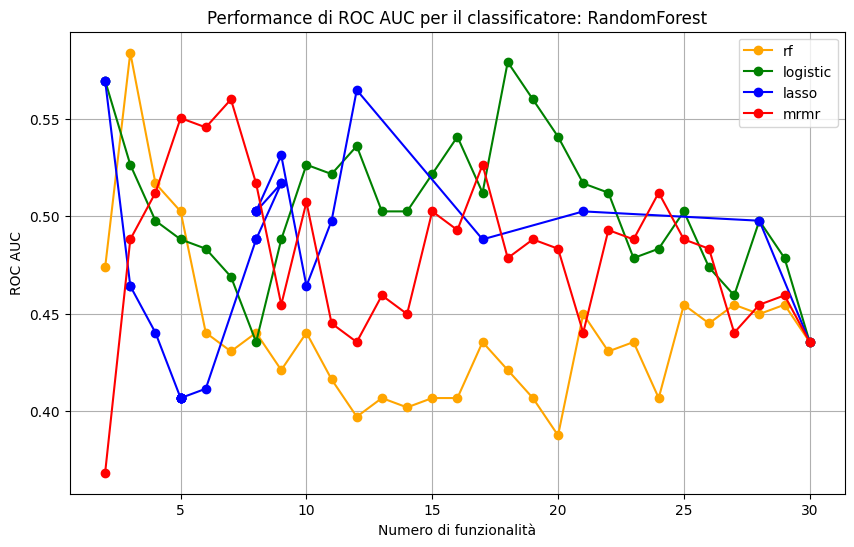 Performance di ROC AUC per il classificatore: RandomForest
rf
logistic
lasso
mrmr
ROC AUC
0.55
0.50
0.45
0.40
5
10
15
20
25
30
Numero di funzionalità